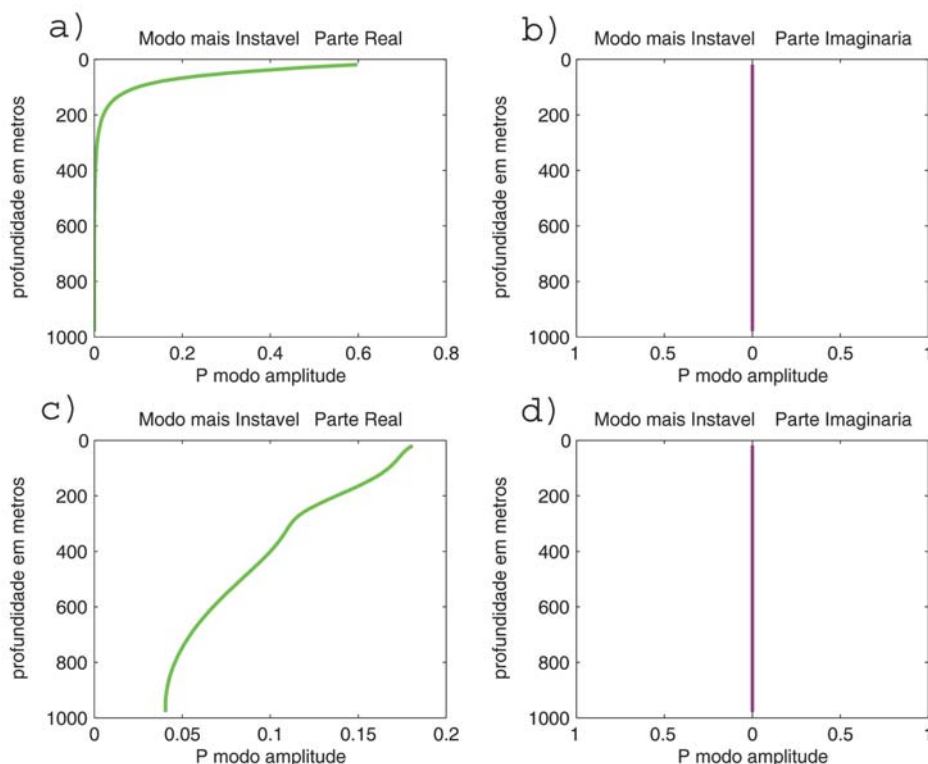 a)
Modo mais Instavel Parte Real
profundidade em metros
0
200
400
600
800
1000
0 0.2 0.4 0.6 0.8
P modo amplitude
b)
Modo mais Instavel Parte Imaginaria
profundidade em metros
0
200
400
600
800
1000
1 0.5 0 0.5 1
P modo amplitude
c)
Modo mais Instavel Parte Real
profundidade em metros
0
200
400
600
800
1000
0 0.05 0.1 0.15 0.2
P modo amplitude
d)
Modo mais Instavel Parte Imaginaria
profundidade em metros
0
200
400
600
800
1000
1 0.5 0 0.5 1
P modo amplitude